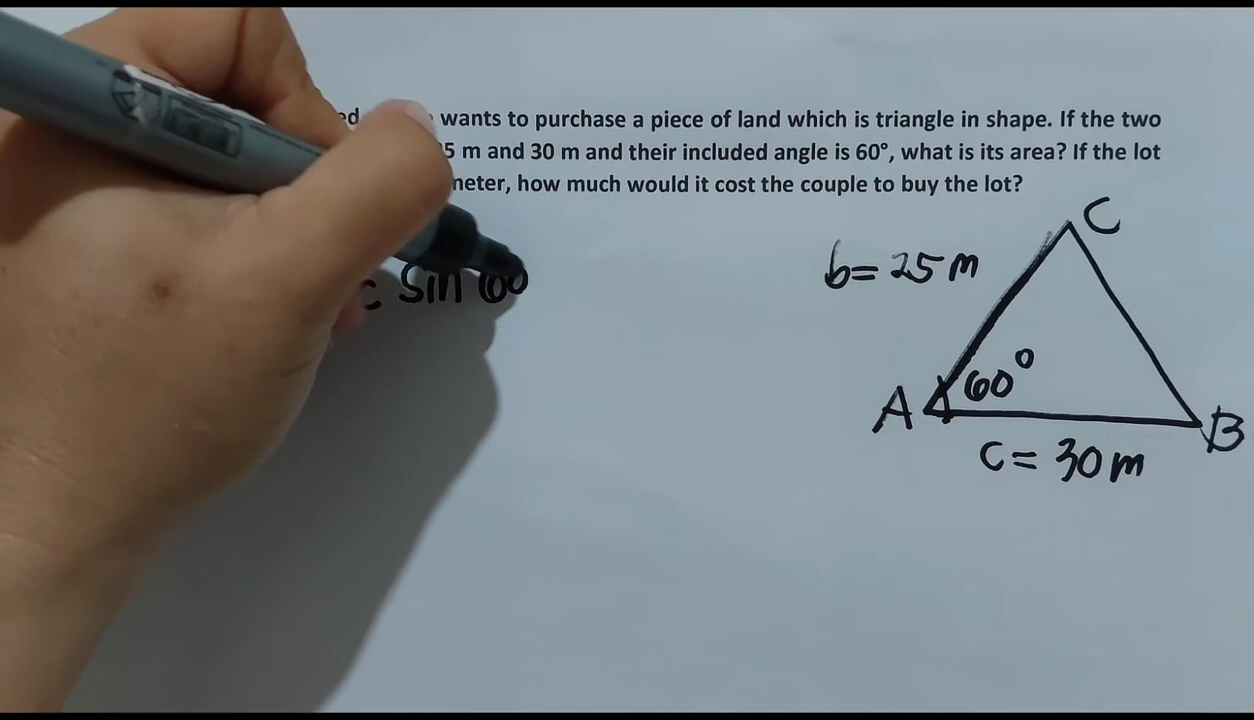 wants to purchase a piece of land which is triangle in shape. If the two
5 m and 30 m and their included angle is 60°, what is its area? If the lot
how much would it cost the couple to buy the lot?
C
b = 25 m
c Sin 60
60°
A
B
c = 30 m